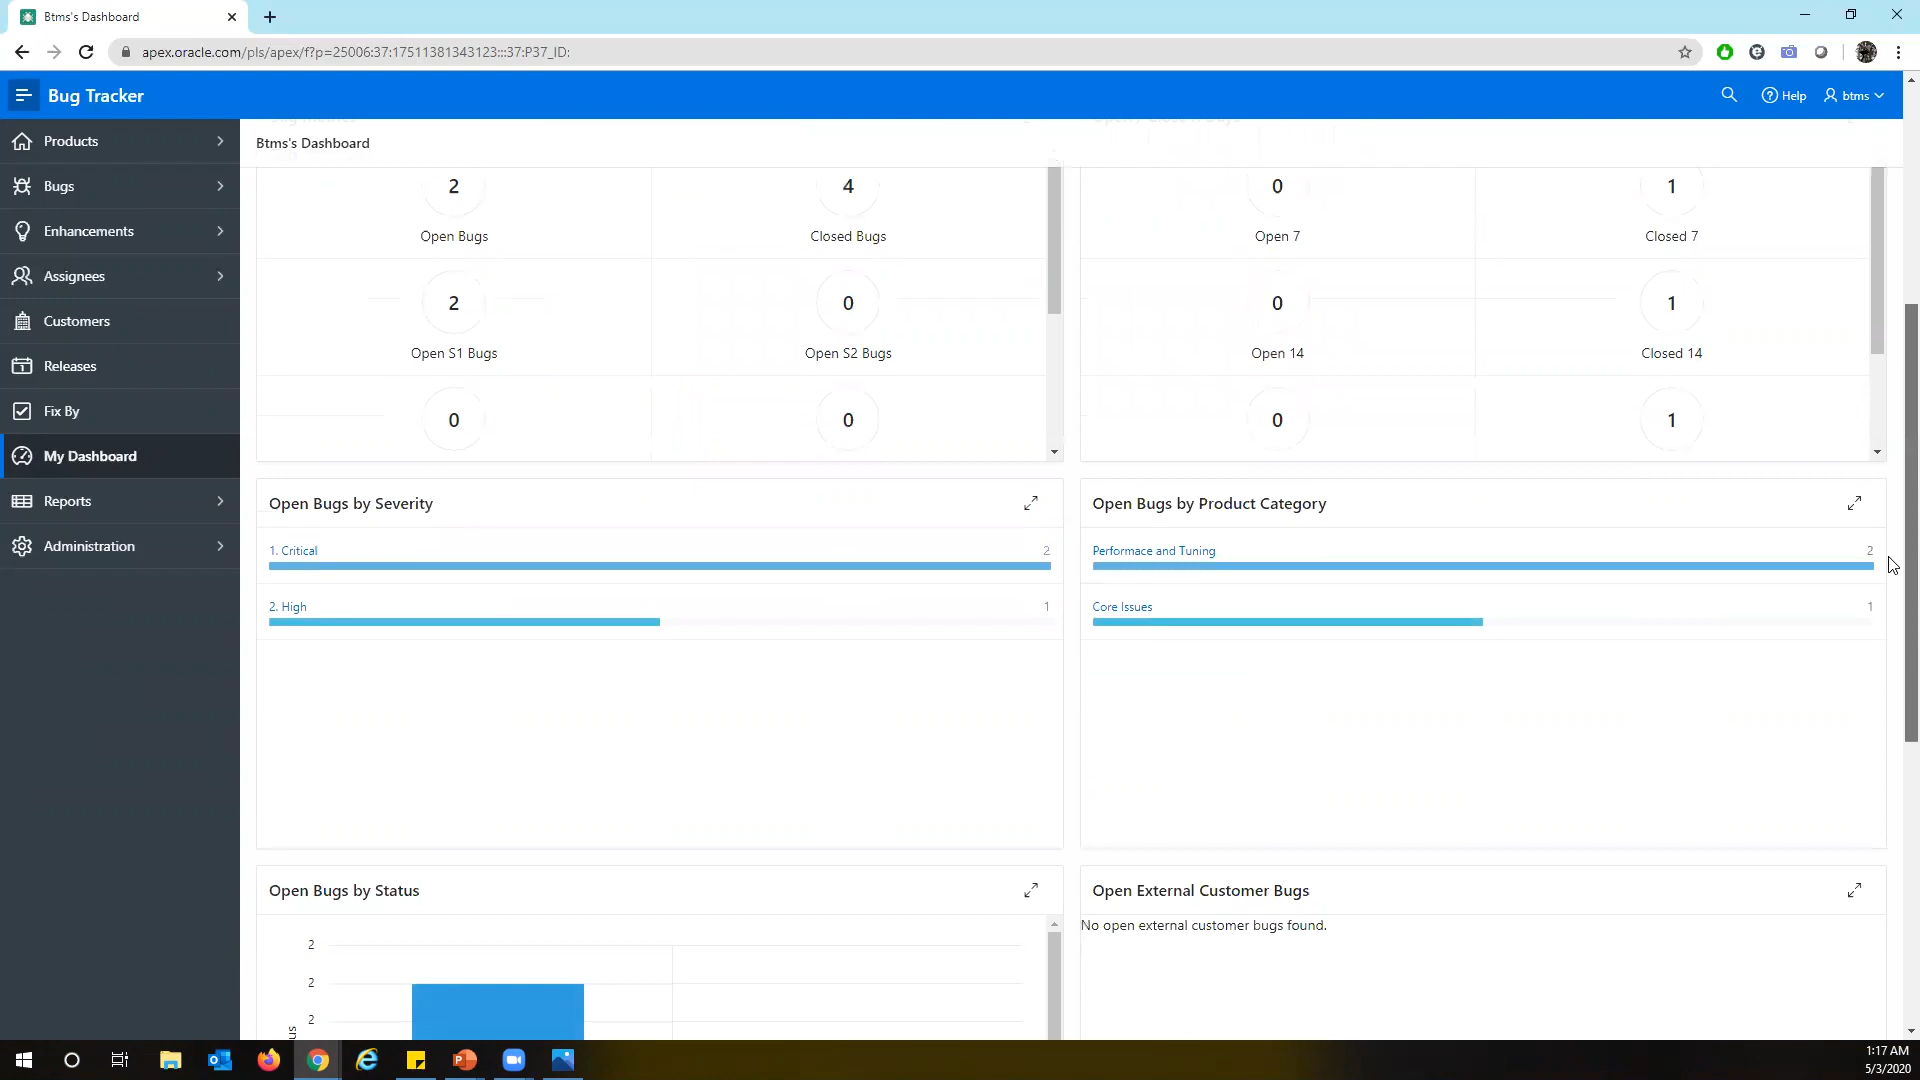 Btms's Dashboard
apex.oracle.com/pls/apex/f?p=25006:37:17511381343123:::37:P37_ID:
Bug Tracker
Help
btms
Products
Bugs
Enhancements
Assignees
Customers
Releases
Fix By
My Dashboard
Reports
Administration
Btms's Dashboard
2
4
Open Bugs
Closed Bugs
2
0
Open S1 Bugs
Open S2 Bugs
0
0
0
1
Open 7
Closed 7
0
1
Open 14
Closed 14
0
1
Open Bugs by Severity
1. Critical
2
2. High
1
Open Bugs by Product Category
Performace and Tuning
2
Core Issues
1
Open Bugs by Status
2
2
2
us
Open External Customer Bugs
No open external customer bugs found.
1:17 AM
5/3/2020